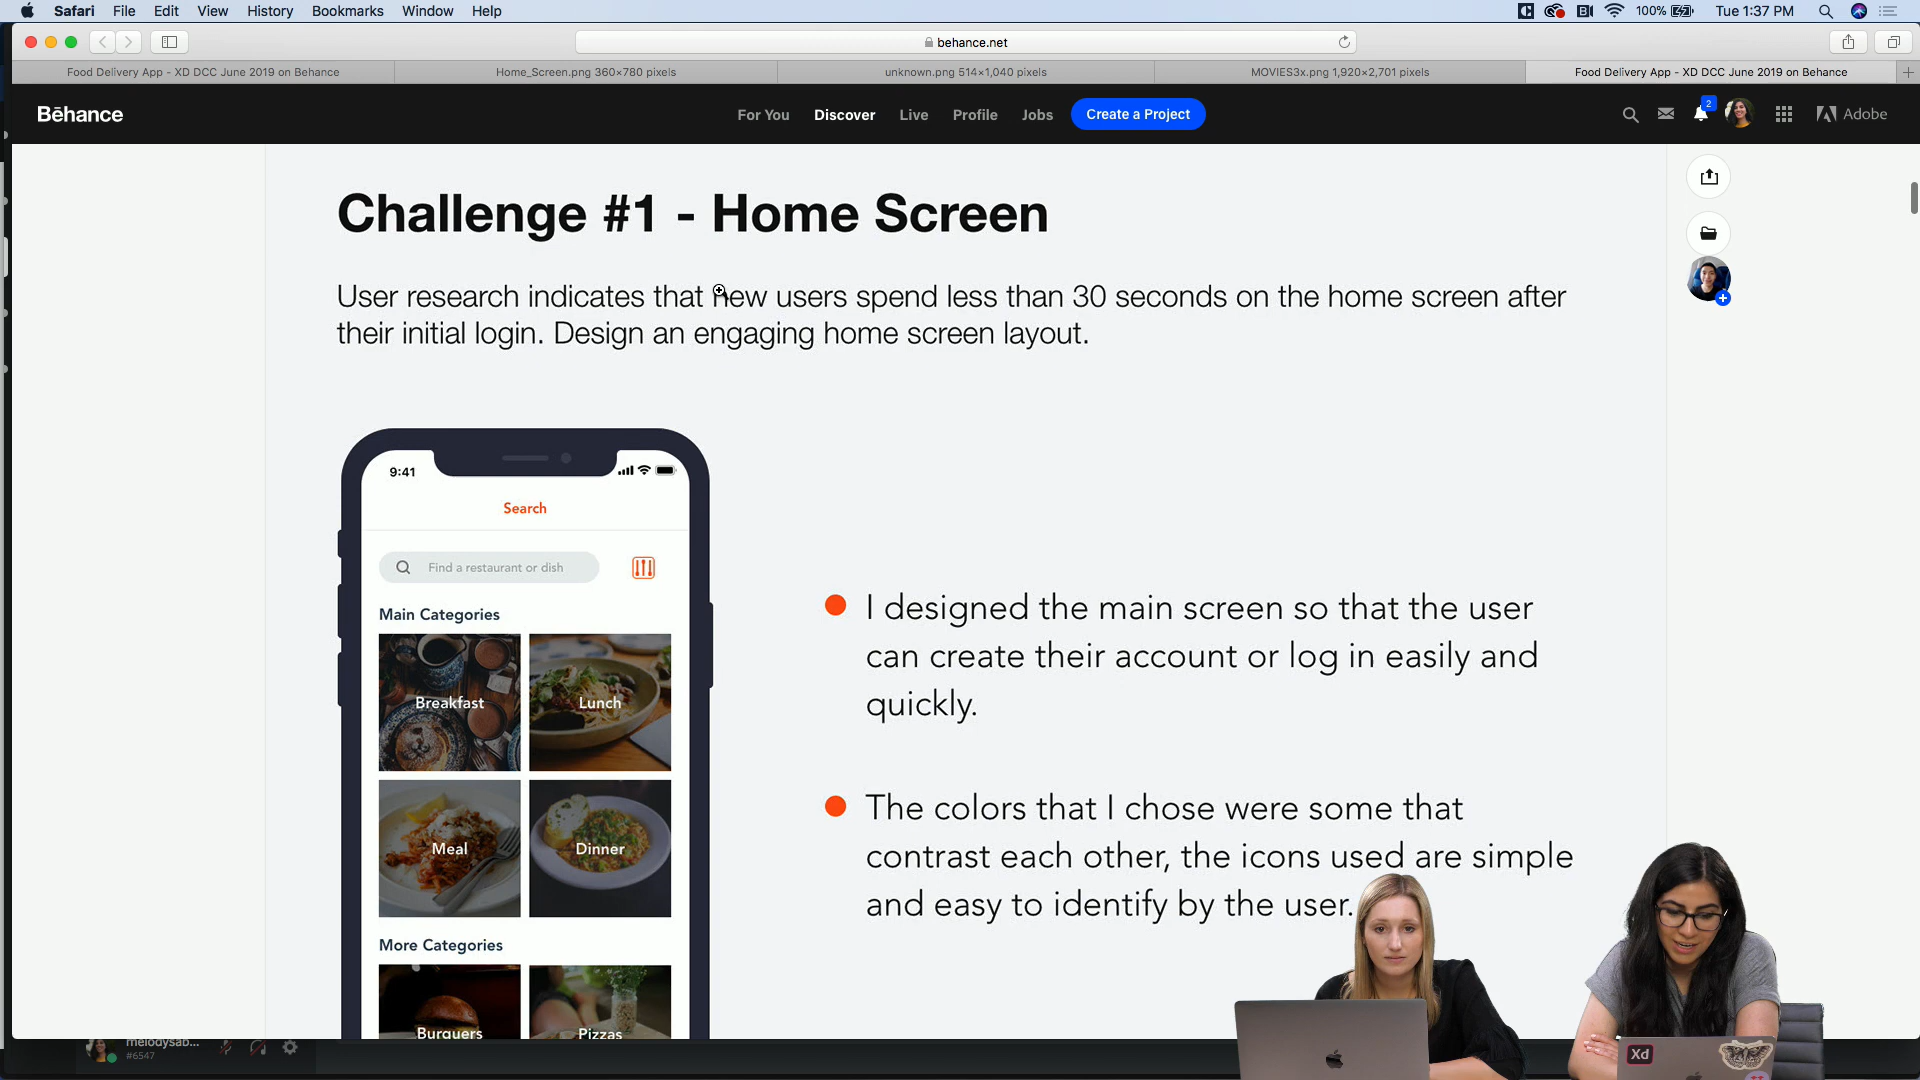 Safari File Edit View History Bookmarks Window Help 100% Tue 1:37 PM
behance.net
Food Delivery App - XD DCC June 2019 on Behance Home_Screen.png 360×780 pixels unknown.png 514×1,040 pixels MOVIES3x.png 1,920×2,701 pixels Food Delivery App - XD DCC June 2019 on Behance
Bēhance For You Discover Live Profile Jobs Create a Project 2 Adobe
Challenge #1 - Home Screen
User research indicates that new users spend less than 30 seconds on the home screen after
their initial login. Design an engaging home screen layout.
9:41
Search
Find a restaurant or dish
Main Categories
Breakfast Lunch
Meal Dinner
More Categories
Burguers Pizzas
I designed the main screen so that the user
can create their account or log in easily and
quickly.
The colors that I chose were some that
contrast each other, the icons used are simple
and easy to identify by the user.
melodysab...
#6547
Xd